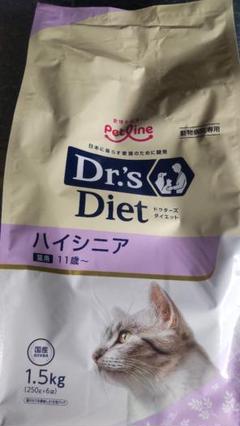 PetLine
動物病院専用
日本に暮らす愛猫のために開発
Dr.'s
Diet
ドクターズ
ダイエット
ハイシニア
猫用 11歳～
国産
1.5kg
(250g×6袋)